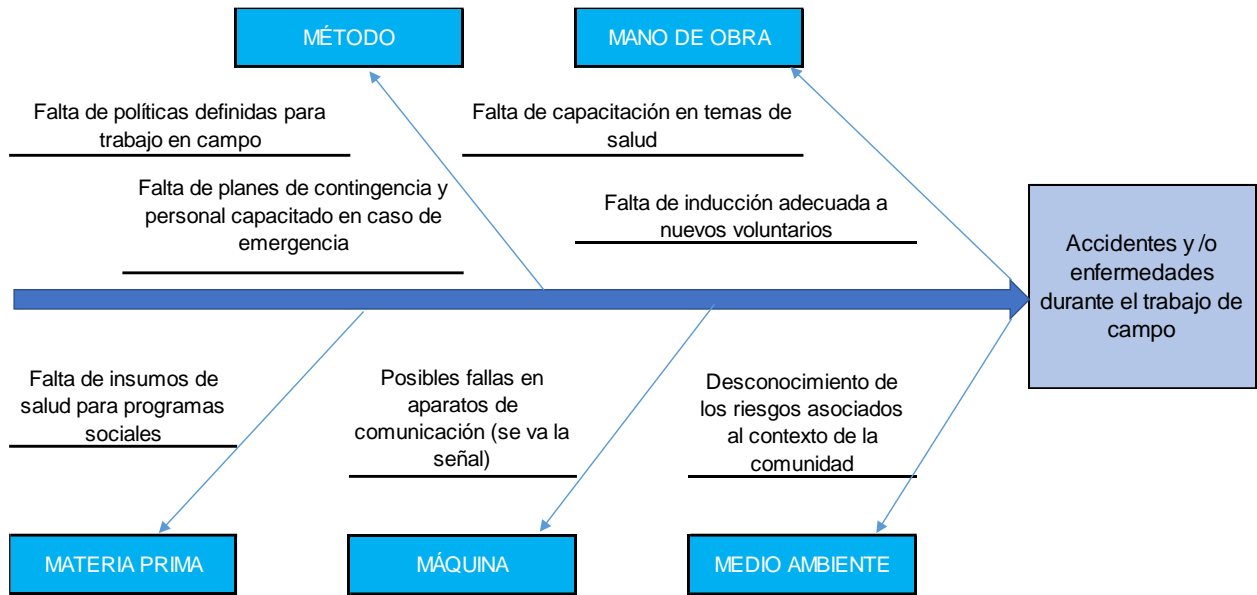 MÉTODO
MANO DE OBRA
Falta de políticas definidas para
trabajo en campo
Falta de capacitación en temas de
salud
Falta de planes de contingencia y
personal capacitado en caso de
emergencia
Falta de inducción adecuada a
nuevos voluntarios
Accidentes y /o
enfermedades
durante el trabajo de
campo
Falta de insumos de
salud para programas
sociales
Posibles fallas en
aparatos de
comunicación (se va la
señal)
Desconocimiento de
los riesgos asociados
al contexto de la
comunidad
MATERIA PRIMA
MÁQUINA
MEDIO AMBIENTE